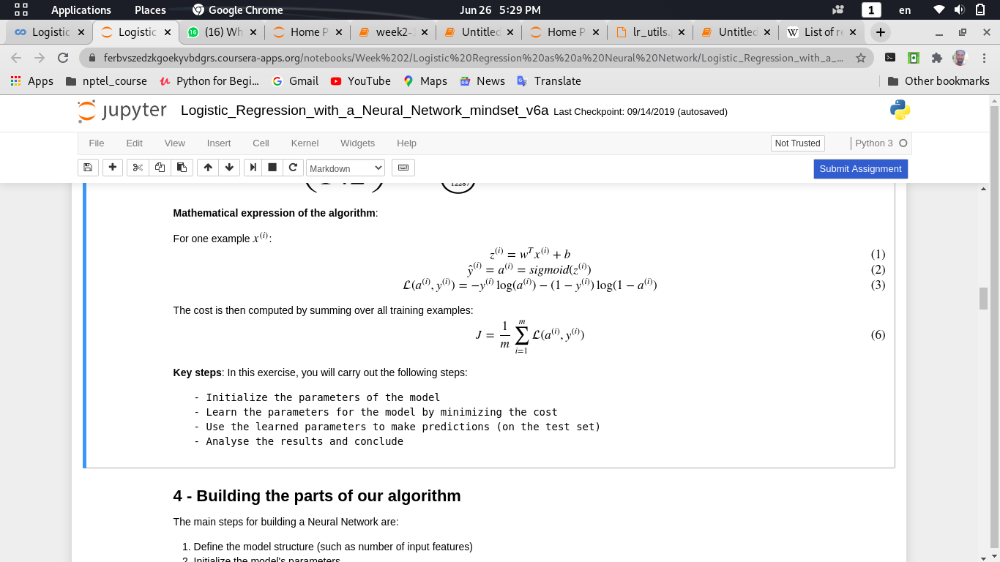 Applications Places Google Chrome Jun 26 5:29 PM 1 en
Logistic Logistic (16) Wh Home P week2-1 Untitled Home P lr_utils. Untitled List of re
ferbvszedzkgoekyvbdgrs.coursera-apps.org/notebooks/Week%202/Logistic%20Regression%20as%20a%20Neural%20Network/Logistic_Regression_with_a_...
Apps nptel_course Python for Begi... Gmail YouTube Maps News Translate Other bookmarks
jupyter Logistic_Regression_with_a_Neural_Network_mindset_v6a Last Checkpoint: 09/14/2019 (autosaved)
File Edit View Insert Cell Kernel Widgets Help Not Trusted Python 3
Markdown Submit Assignment
Mathematical expression of the algorithm:
For one example x^(i):
z^(i) = w^T x^(i) + b (1)
ŷ^(i) = a^(i) = sigmoid(z^(i)) (2)
ℒ(a^(i), y^(i)) = −y^(i) log(a^(i)) − (1 − y^(i)) log(1 − a^(i)) (3)
The cost is then computed by summing over all training examples:
J = 1/m ∑_{i=1}^{m} ℒ(a^(i), y^(i)) (6)
Key steps: In this exercise, you will carry out the following steps:
- Initialize the parameters of the model
- Learn the parameters for the model by minimizing the cost
- Use the learned parameters to make predictions (on the test set)
- Analyse the results and conclude
4 - Building the parts of our algorithm
The main steps for building a Neural Network are:
1. Define the model structure (such as number of input features)
2. Initialize the model's parameters